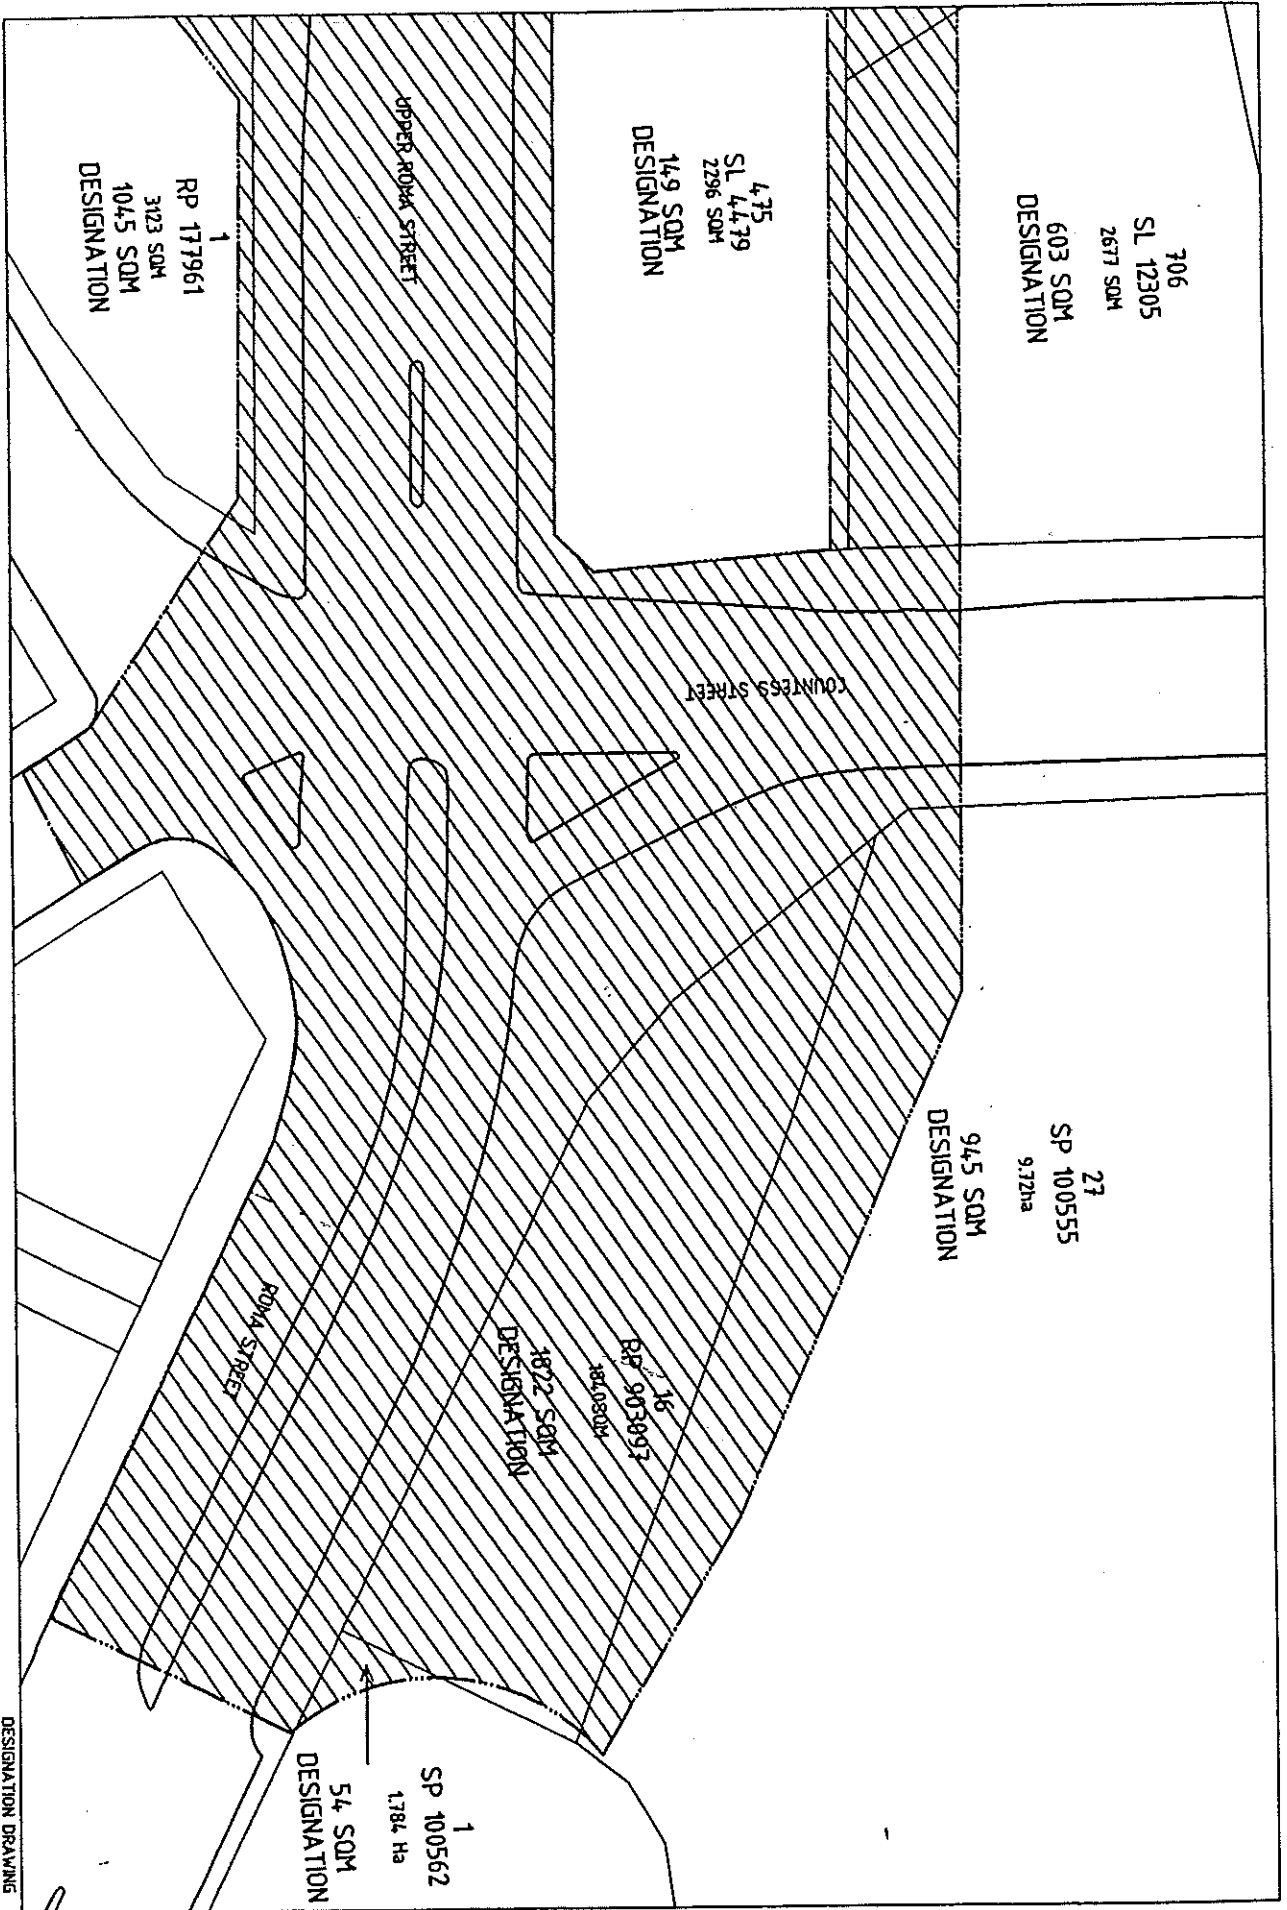 706
SL 12305
2677 SQM
603 SQM
DESIGNATION
475
SL 4479
2296 SQM
149 SQM
DESIGNATION
UPPER ROMA STREET
1
RP 177961
3123 SQM
1045 SQM
DESIGNATION
COUNTESS STREET
27
SP 100555
9.72ha
945 SQM
DESIGNATION
16
RP 903097
1840SQM
1822 SQM
DESIGNATION
ROMA STREET
1
SP 100562
1.784 Ha
54 SQM
DESIGNATION
DESIGNATION DRAWING